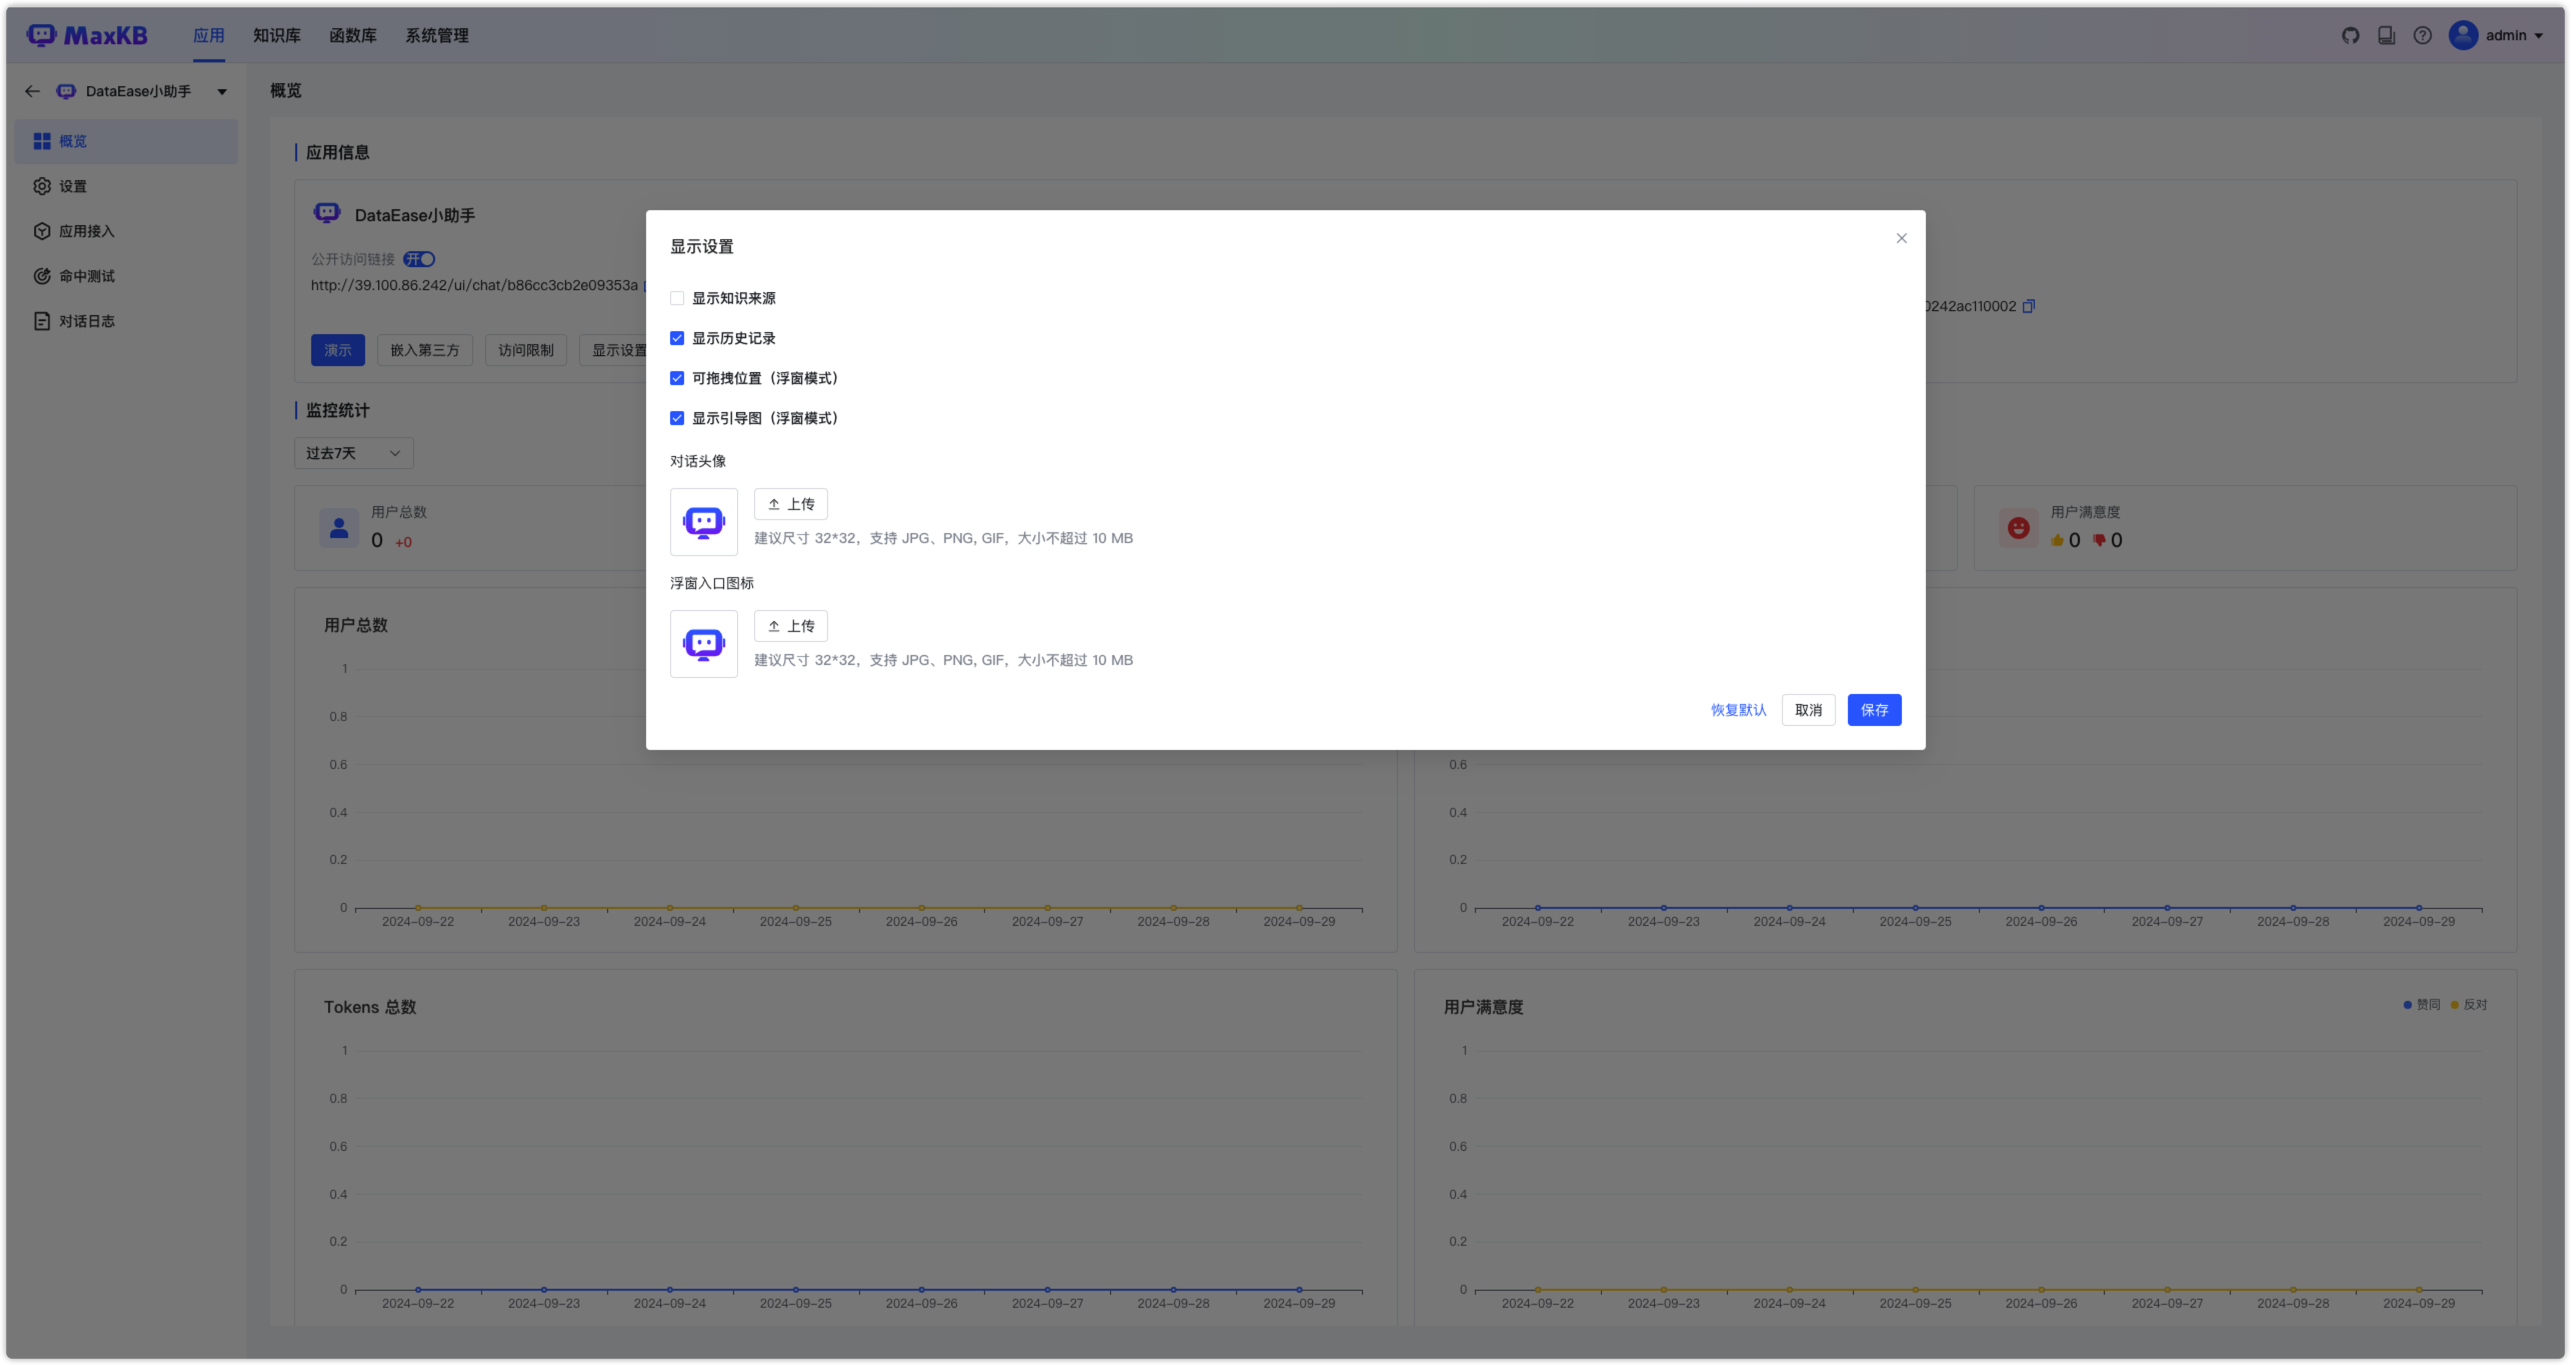 MaxKB 应用 知识库 函数库 系统管理 admin
DataEase小助手
概览
设置
应用接入
命中测试
对话日志
概览
应用信息
DataEase小助手
公开访问链接 开
http://39.100.86.242/ui/chat/b86cc3cb2e09353a
0242ac110002
演示 嵌入第三方 访问限制 显示设置
监控统计
过去7天
用户总数
0 +0
用户满意度
0 0
显示设置
显示知识来源
显示历史记录
可拖拽位置（浮窗模式）
显示引导图（浮窗模式）
对话头像
上传
建议尺寸 32*32，支持 JPG、PNG, GIF，大小不超过 10 MB
浮窗入口图标
上传
建议尺寸 32*32，支持 JPG、PNG, GIF，大小不超过 10 MB
恢复默认 取消 保存
用户总数
1
0.8
0.6
0.4
0.2
0
2024-09-22 2024-09-23 2024-09-24 2024-09-25 2024-09-26 2024-09-27 2024-09-28 2024-09-29
0.6
0.4
0.2
0
2024-09-22 2024-09-23 2024-09-24 2024-09-25 2024-09-26 2024-09-27 2024-09-28 2024-09-29
Tokens 总数
1
0.8
0.6
0.4
0.2
0
2024-09-22 2024-09-23 2024-09-24 2024-09-25 2024-09-26 2024-09-27 2024-09-28 2024-09-29
用户满意度
赞同 反对
1
0.8
0.6
0.4
0.2
0
2024-09-22 2024-09-23 2024-09-24 2024-09-25 2024-09-26 2024-09-27 2024-09-28 2024-09-29